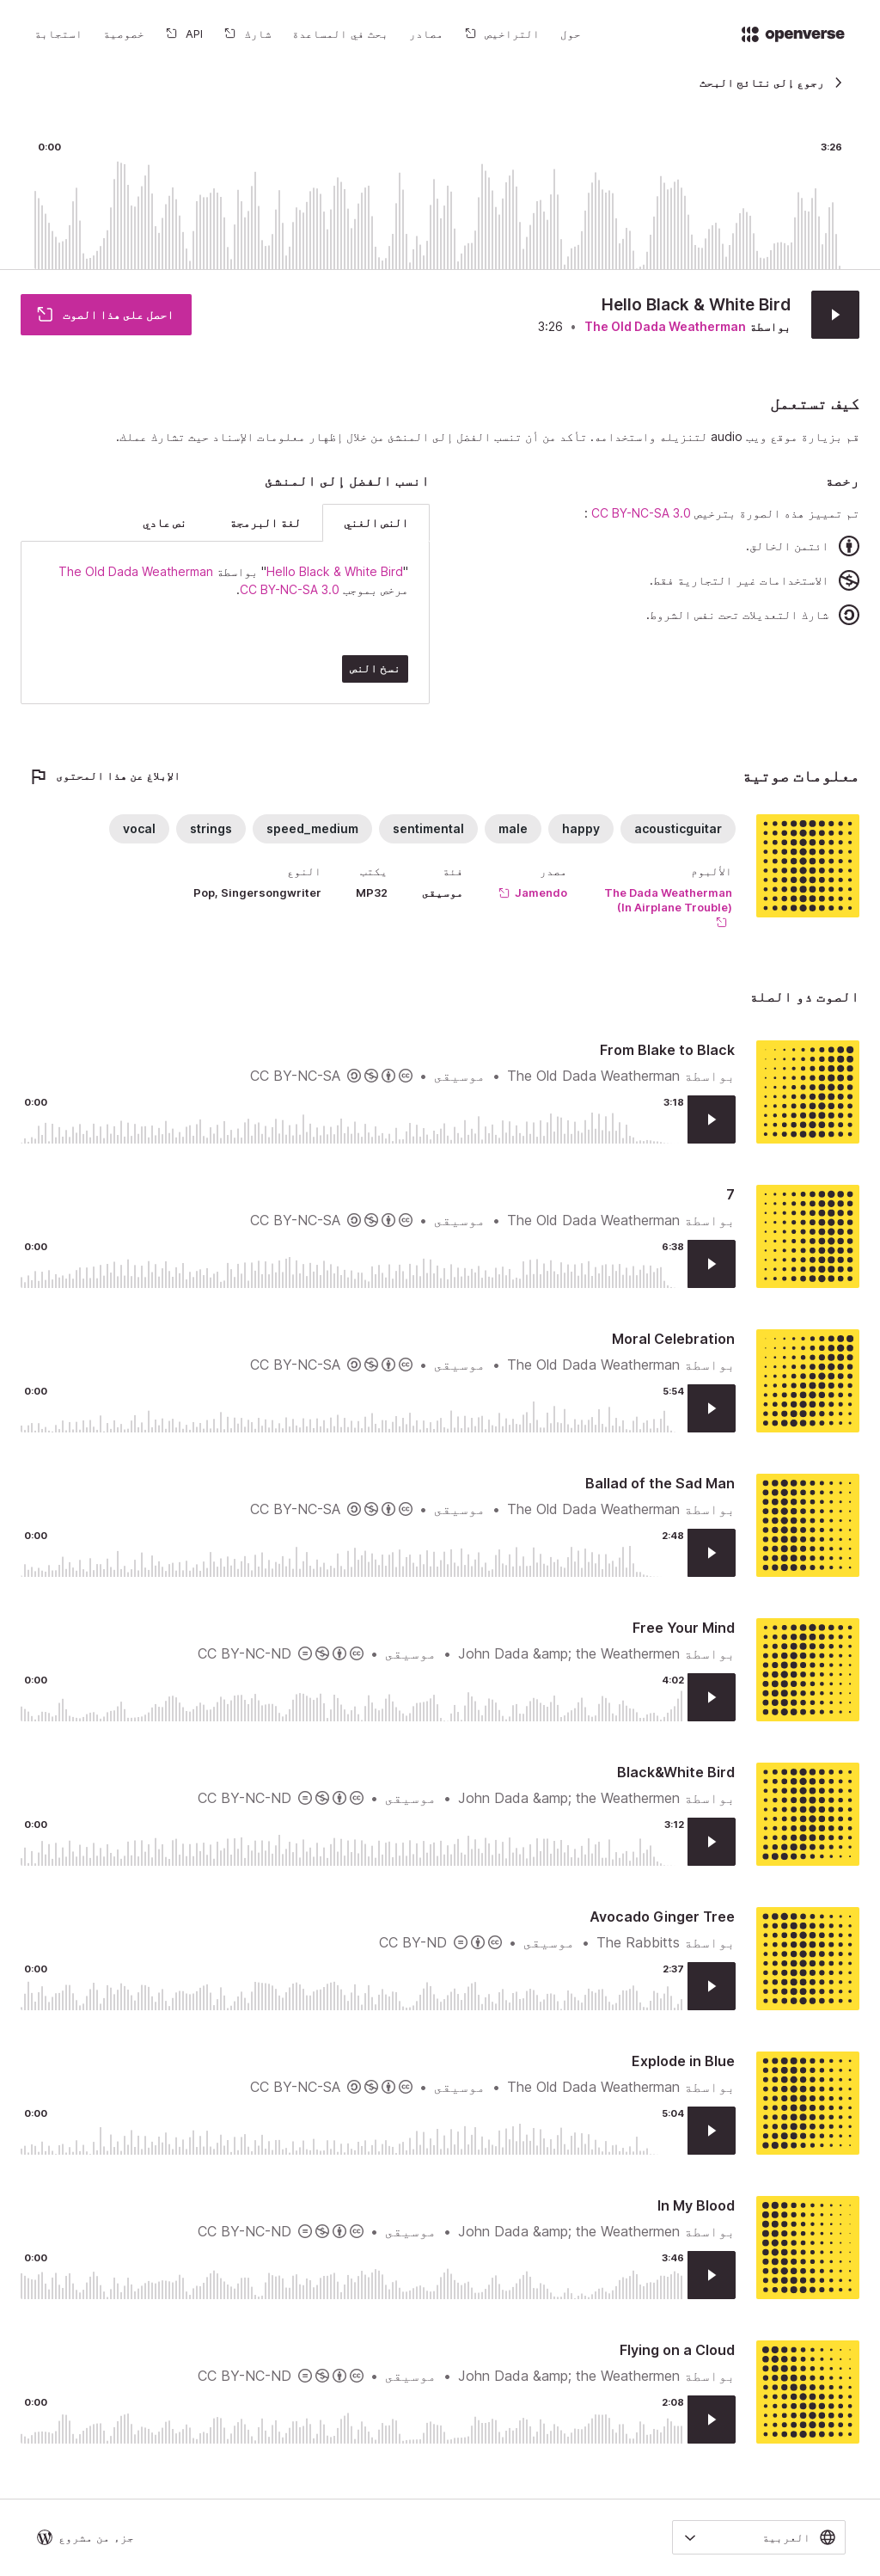 openverse
حول
التراخيص
مصادر
بحث في المساعدة
شارك
API
خصوصية
استجابة
رجوع إلى نتائج البحث
0:00
3:26
Hello Black & White Bird
بواسطة The Old Dada Weatherman • 3:26
احصل على هذا الصوت
كيف تستعمل
قم بزيارة موقع ويب audio لتنزيله واستخدامه. تأكد من أن تنسب الفضل إلى المنشئ من خلال إظهار معلومات الإسناد حيث تشارك عملك.
رخصة
تم تمييز هذه الصورة بترخيص CC BY-NC-SA 3.0 :
ائتمن الخالق.
الاستخدامات غير التجارية فقط.
شارك التعديلات تحت نفس الشروط.
انسب الفضل إلى المنشئ
النص الغني
لغة البرمجة
نص عادي
"Hello Black & White Bird" بواسطة The Old Dada Weatherman
مرخص بموجب CC BY-NC-SA 3.0.
نسخ النص
معلومات صوتية
الإبلاغ عن هذا المحتوى
acousticguitar
happy
male
sentimental
speed_medium
strings
vocal
الألبوم
The Dada Weatherman
(In Airplane Trouble)
مصدر
Jamendo
فئة
موسيقى
يكتب
MP32
النوع
Pop, Singersongwriter
الصوت ذو الصلة
From Blake to Black
بواسطة The Old Dada Weatherman • موسيقى • CC BY-NC-SA
0:00
3:18
7
بواسطة The Old Dada Weatherman • موسيقى • CC BY-NC-SA
0:00
6:38
Moral Celebration
بواسطة The Old Dada Weatherman • موسيقى • CC BY-NC-SA
0:00
5:54
Ballad of the Sad Man
بواسطة The Old Dada Weatherman • موسيقى • CC BY-NC-SA
0:00
2:48
Free Your Mind
بواسطة John Dada &amp; the Weathermen • موسيقى • CC BY-NC-ND
0:00
4:02
Black&White Bird
بواسطة John Dada &amp; the Weathermen • موسيقى • CC BY-NC-ND
0:00
3:12
Avocado Ginger Tree
بواسطة The Rabbitts • موسيقى • CC BY-ND
0:00
2:37
Explode in Blue
بواسطة The Old Dada Weatherman • موسيقى • CC BY-NC-SA
0:00
5:04
In My Blood
بواسطة John Dada &amp; the Weathermen • موسيقى • CC BY-NC-ND
0:00
3:46
Flying on a Cloud
بواسطة John Dada &amp; the Weathermen • موسيقى • CC BY-NC-ND
0:00
2:08
العربية
جزء من مشروع